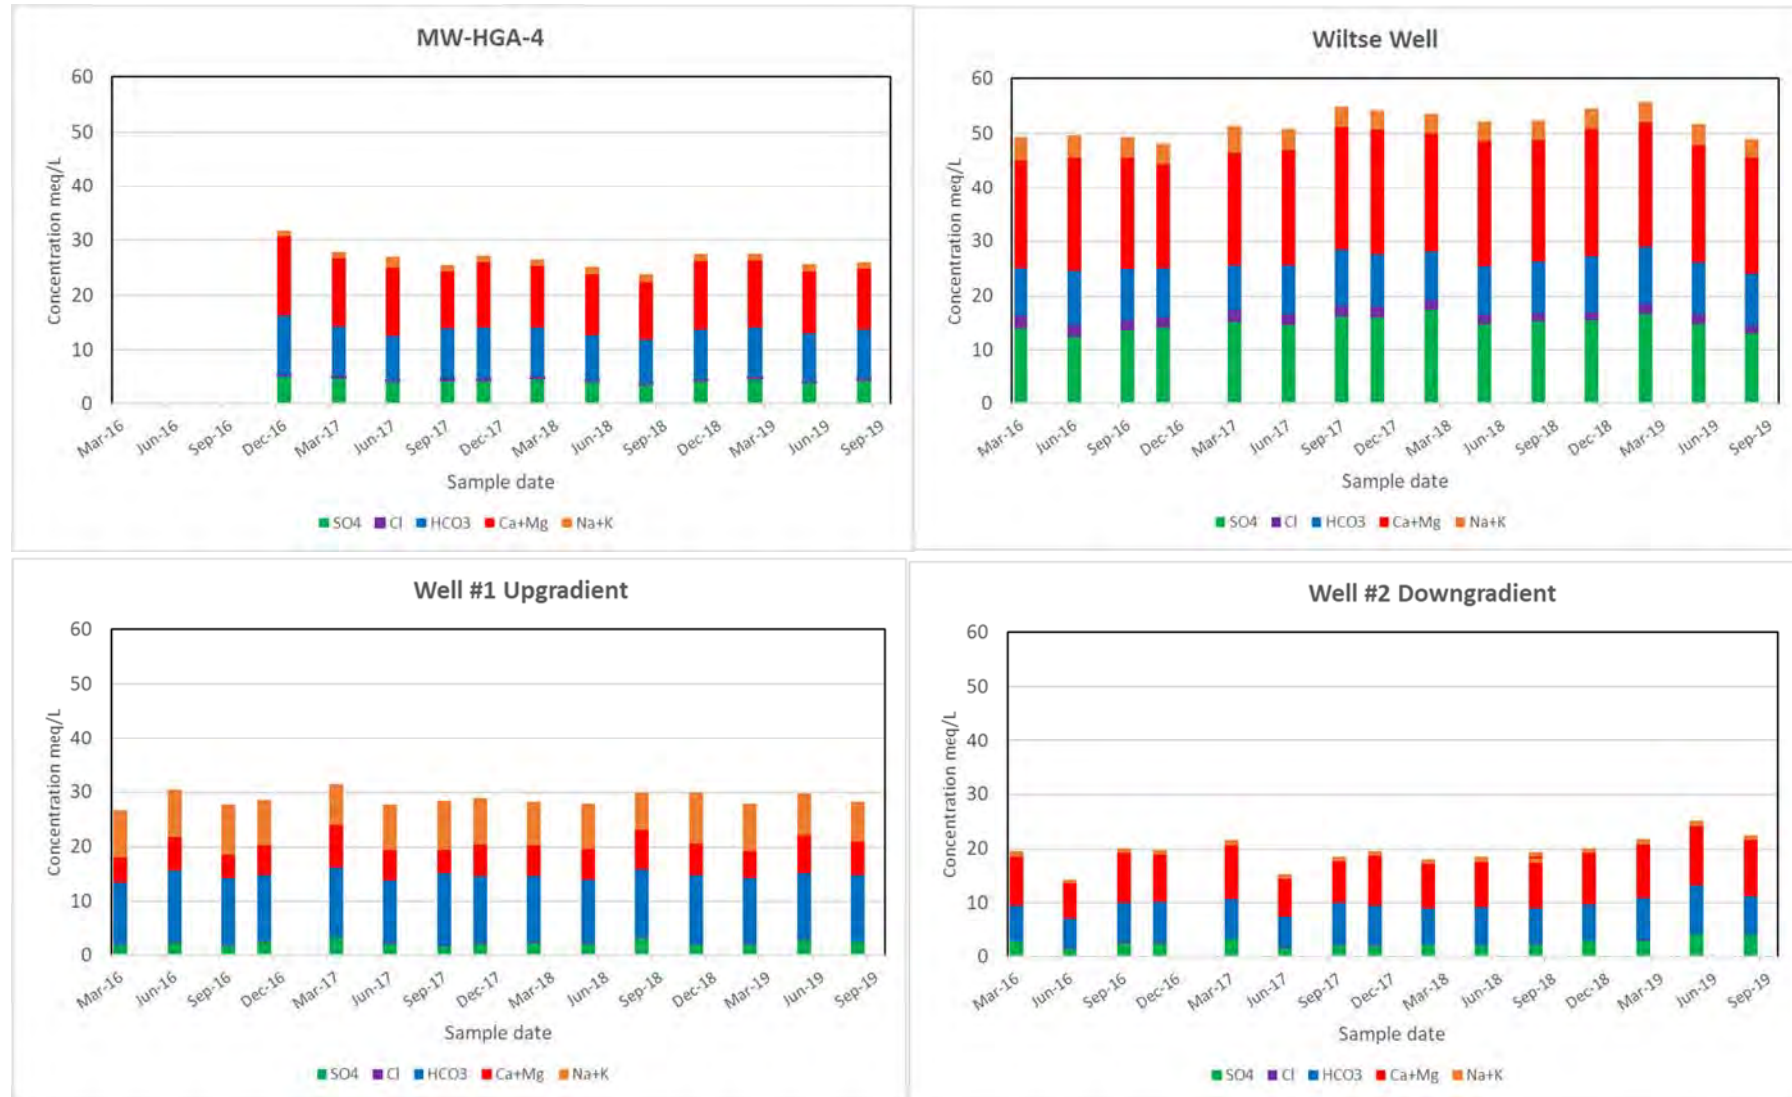 MW-HGA-4
60
50
40
30
20
10
0
Concentration meq/L
Mar-16 Jun-16 Sep-16 Dec-16 Mar-17 Jun-17 Sep-17 Dec-17 Mar-18 Jun-18 Sep-18 Dec-18 Mar-19 Jun-19 Sep-19
Sample date
SO4 Cl HCO3 Ca+Mg Na+K
Wiltse Well
60
50
40
30
20
10
0
Concentration meq/L
Mar-16 Jun-16 Sep-16 Dec-16 Mar-17 Jun-17 Sep-17 Dec-17 Mar-18 Jun-18 Sep-18 Dec-18 Mar-19 Jun-19 Sep-19
Sample date
SO4 Cl HCO3 Ca+Mg Na+K
Well #1 Upgradient
60
50
40
30
20
10
0
Concentration meq/L
Mar-16 Jun-16 Sep-16 Dec-16 Mar-17 Jun-17 Sep-17 Dec-17 Mar-18 Jun-18 Sep-18 Dec-18 Mar-19 Jun-19 Sep-19
Sample date
SO4 Cl HCO3 Ca+Mg Na+K
Well #2 Downgradient
60
50
40
30
20
10
0
Concentration meq/L
Mar-16 Jun-16 Sep-16 Dec-16 Mar-17 Jun-17 Sep-17 Dec-17 Mar-18 Jun-18 Sep-18 Dec-18 Mar-19 Jun-19 Sep-19
Sample date
SO4 Cl HCO3 Ca+Mg Na+K